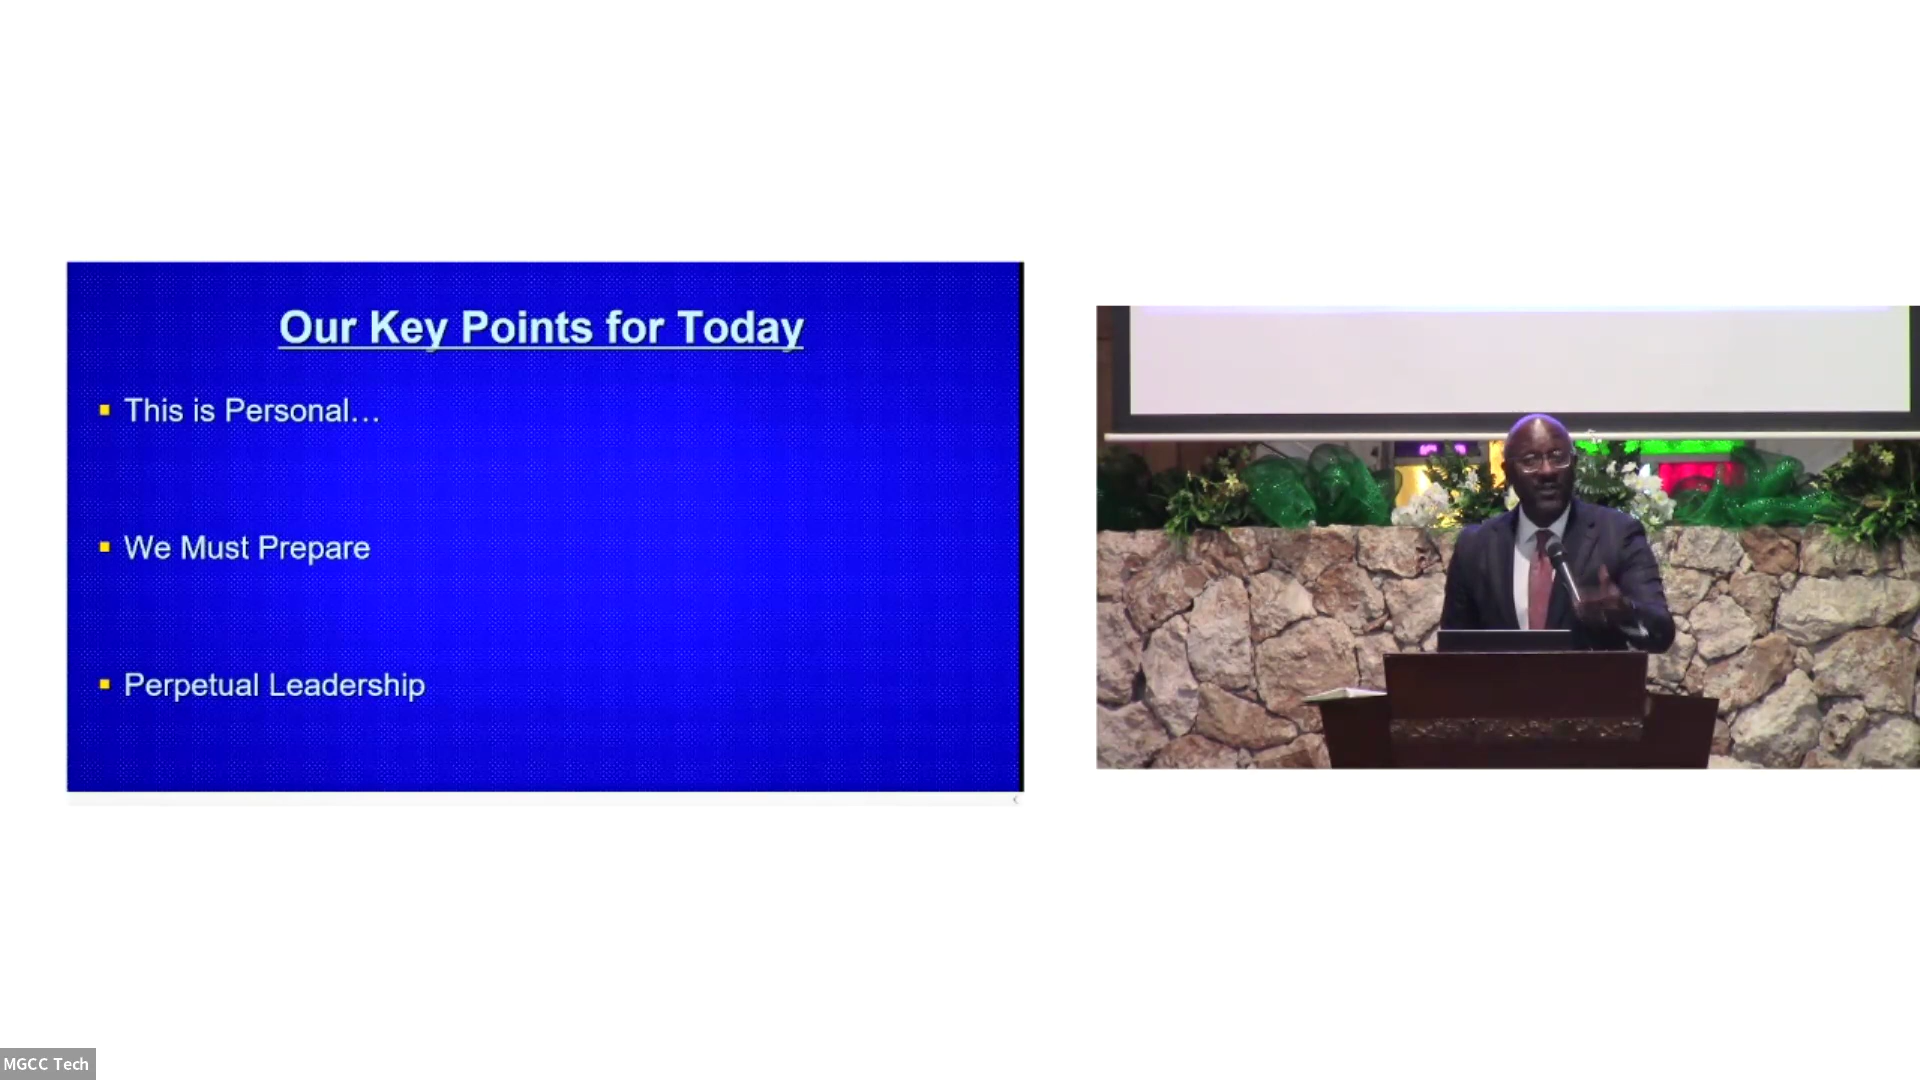 Our Key Points for Today
This is Personal…
We Must Prepare
Perpetual Leadership
MGCC Tech